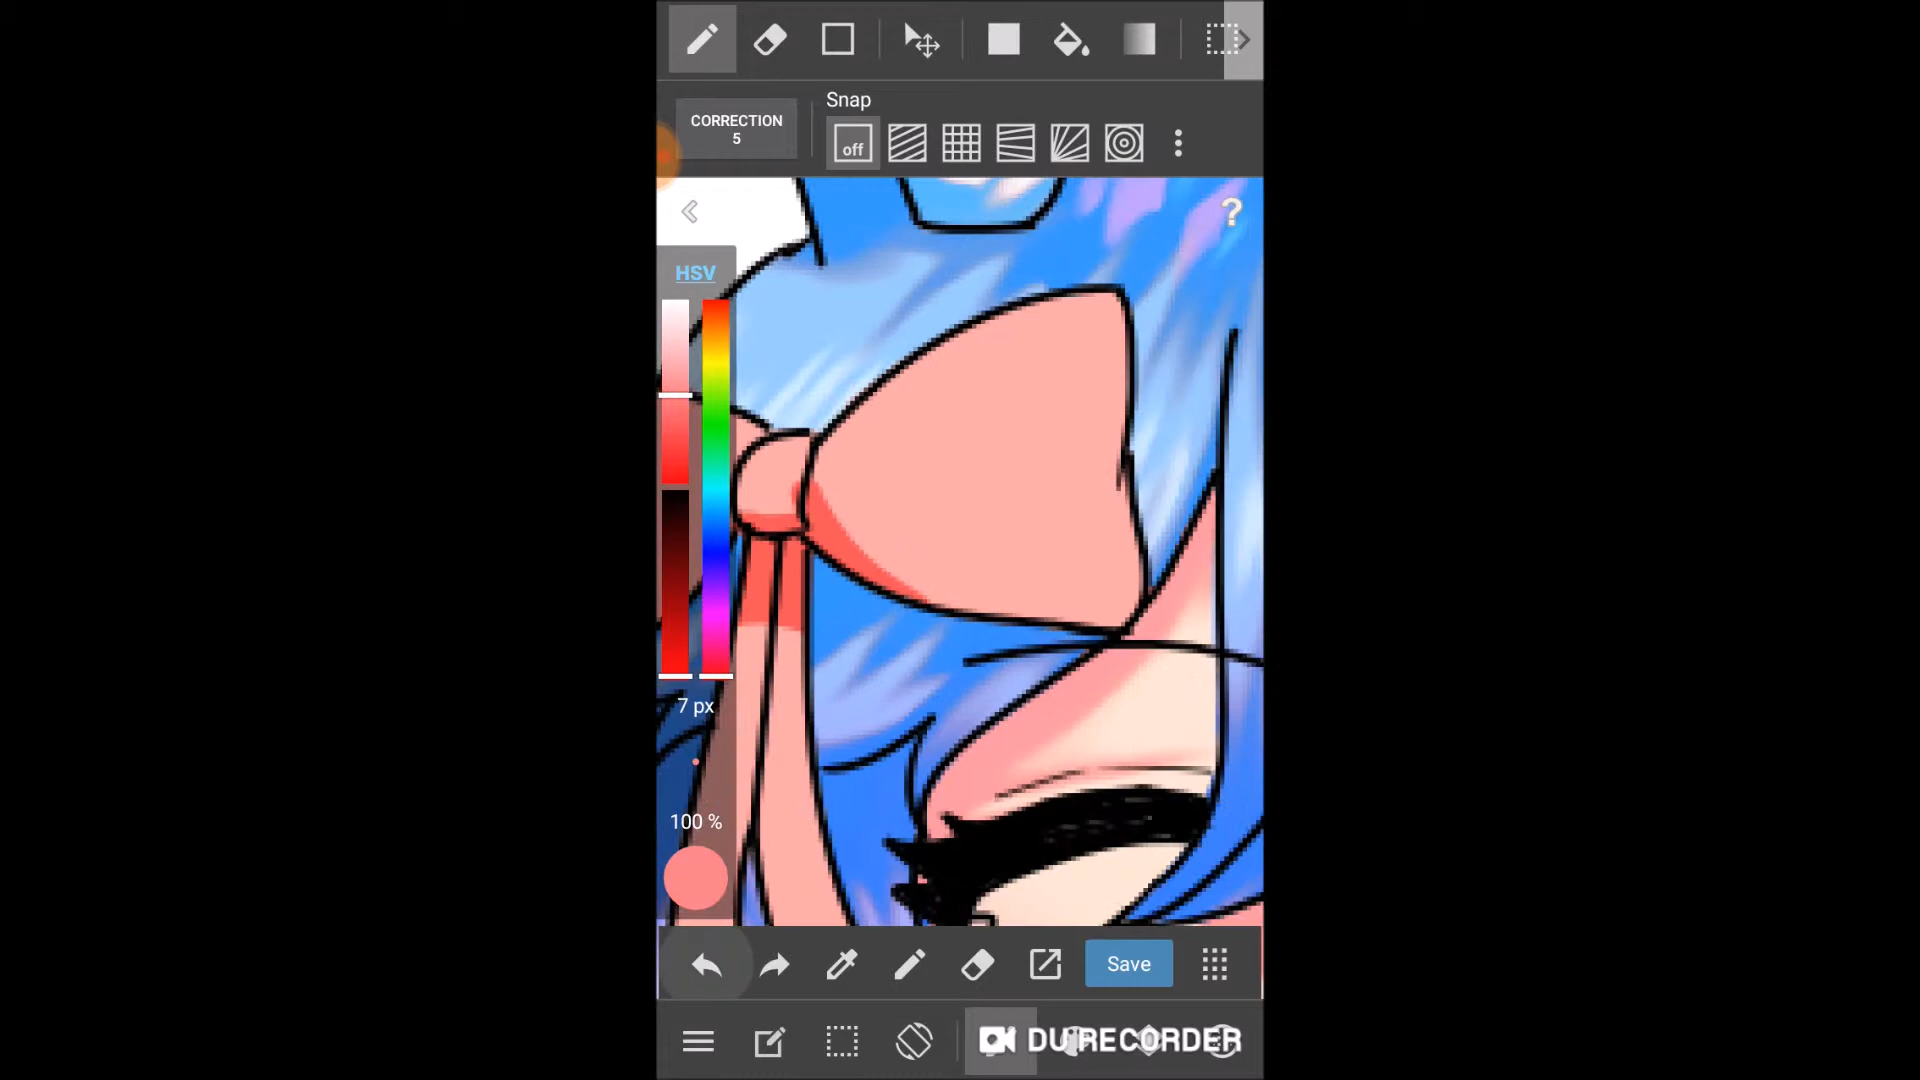 Snap
CORRECTION
5
off
?
HSV
7 px
100 %
Save
DU RECORDER